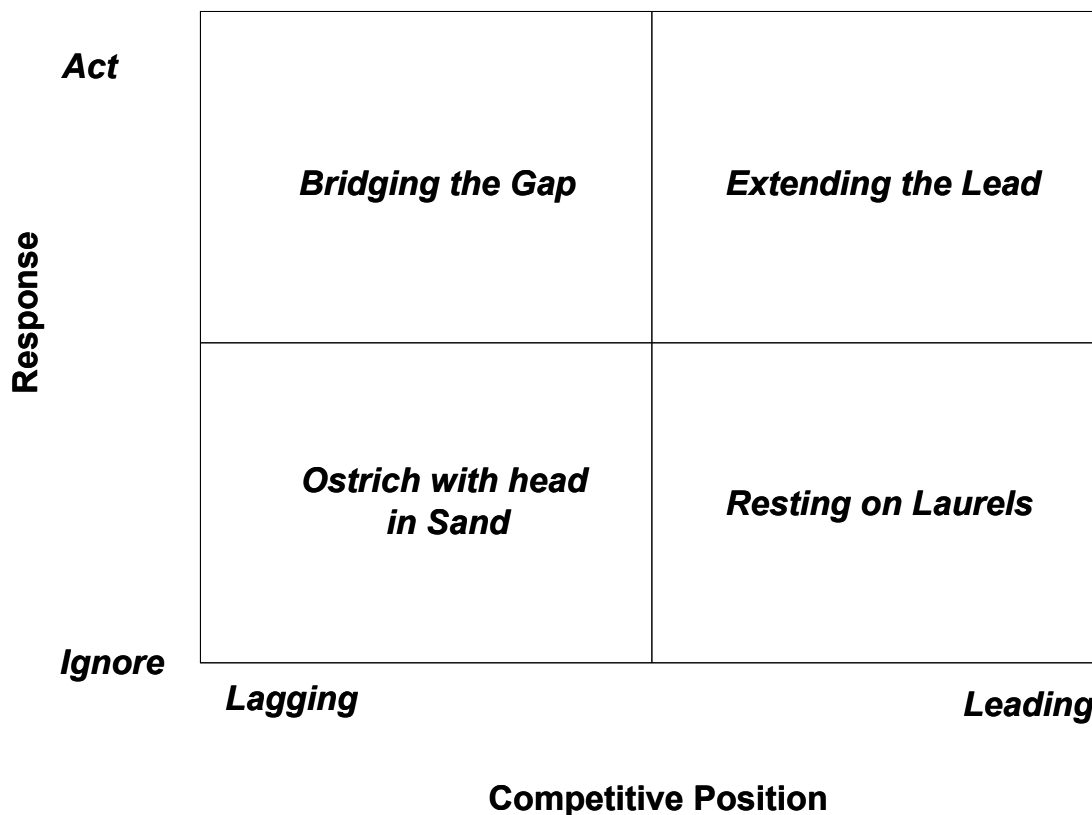 Act
Bridging the Gap
Extending the Lead
Response
Ostrich with head
in Sand
Resting on Laurels
Ignore
Lagging
Leading
Competitive Position